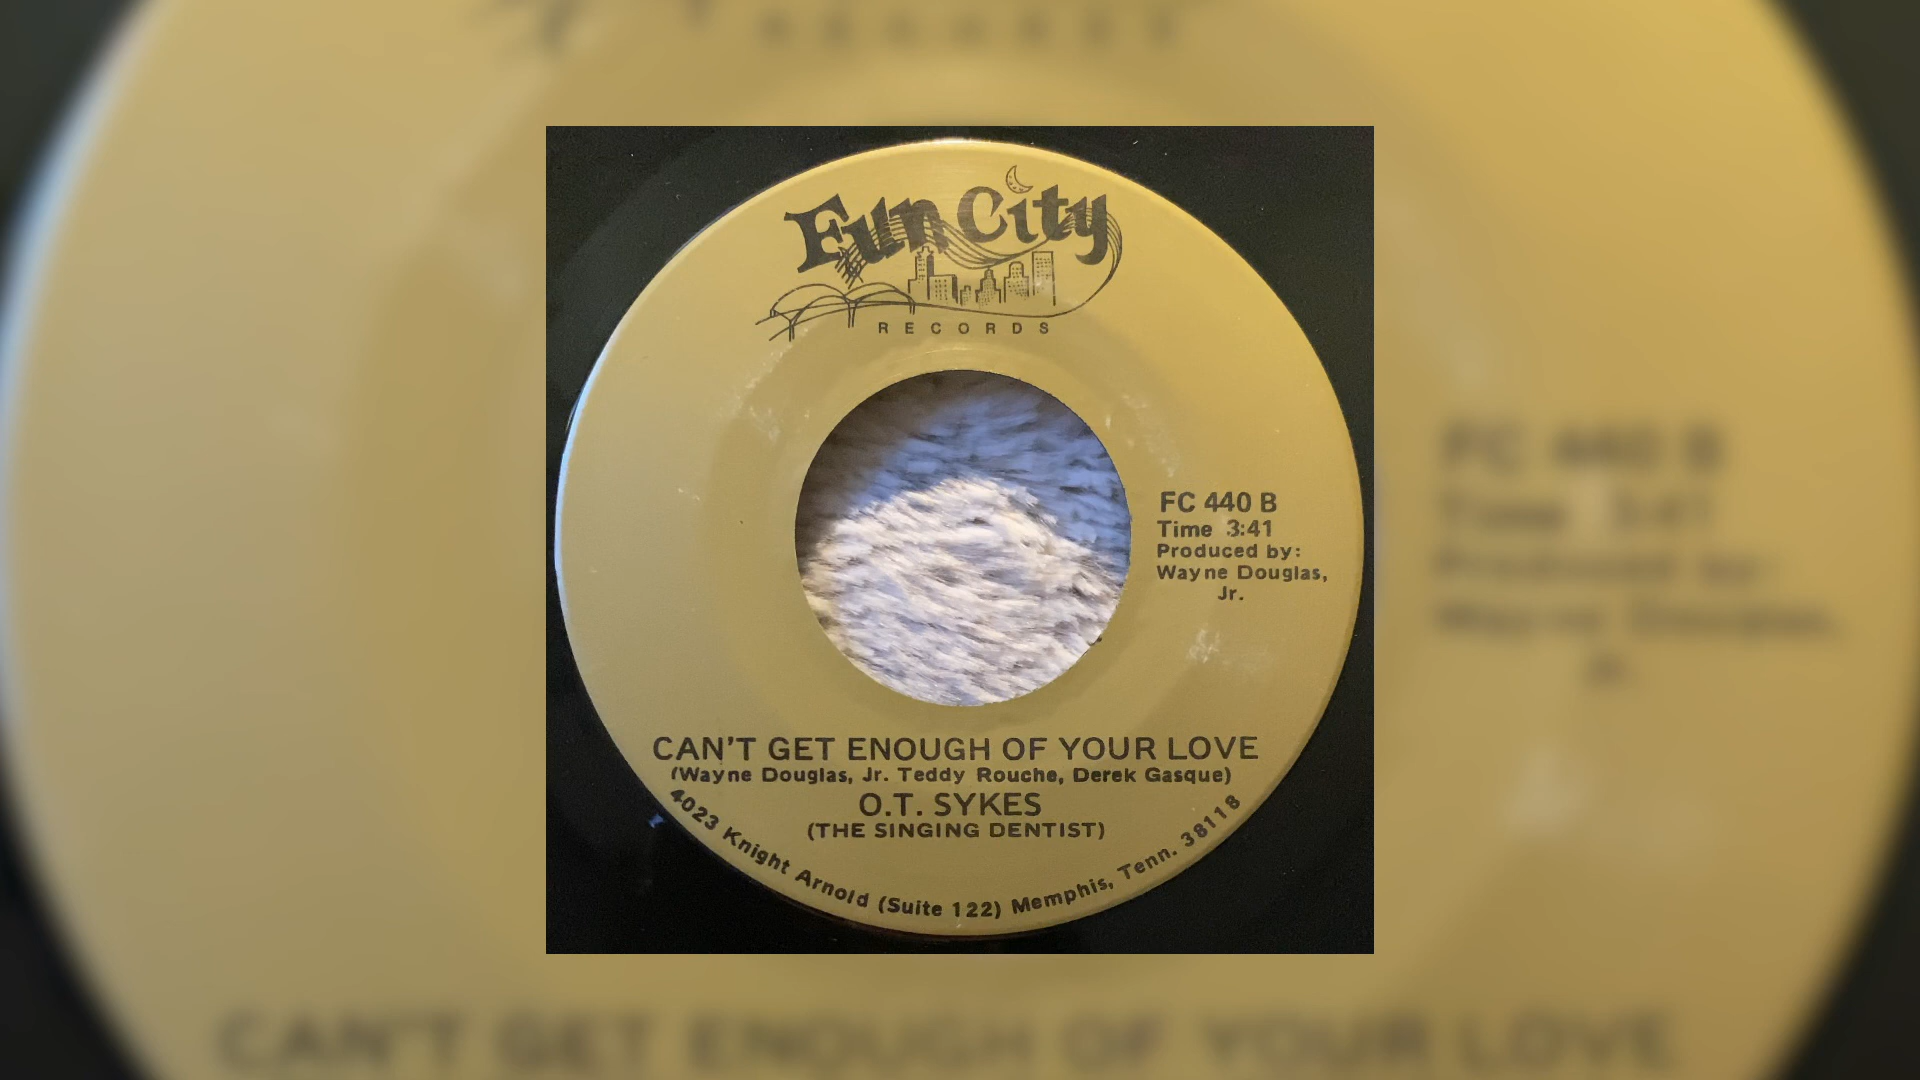 Fun City
RECORDS
FC 440 B
Time 3:41
Produced by:
Wayne Douglas,
Jr.
CAN'T GET ENOUGH OF YOUR LOVE
(Wayne Douglas, Jr. Teddy Rouche, Derek Gasque)
O.T. SYKES
(THE SINGING DENTIST)
4023 Knight Arnold (Suite 122) Memphis, Tenn. 38118